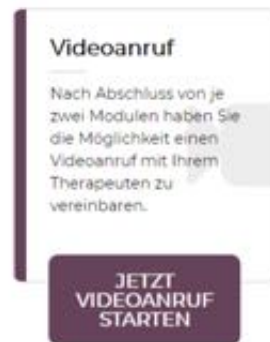 Videoanruf
Nach Abschluss von je
zwei Modulen haben Sie
die Möglichkeit einen
Videoanruf mit Ihrem
Therapeuten zu
vereinbaren.
JETZT
VIDEOANRUF
STARTEN